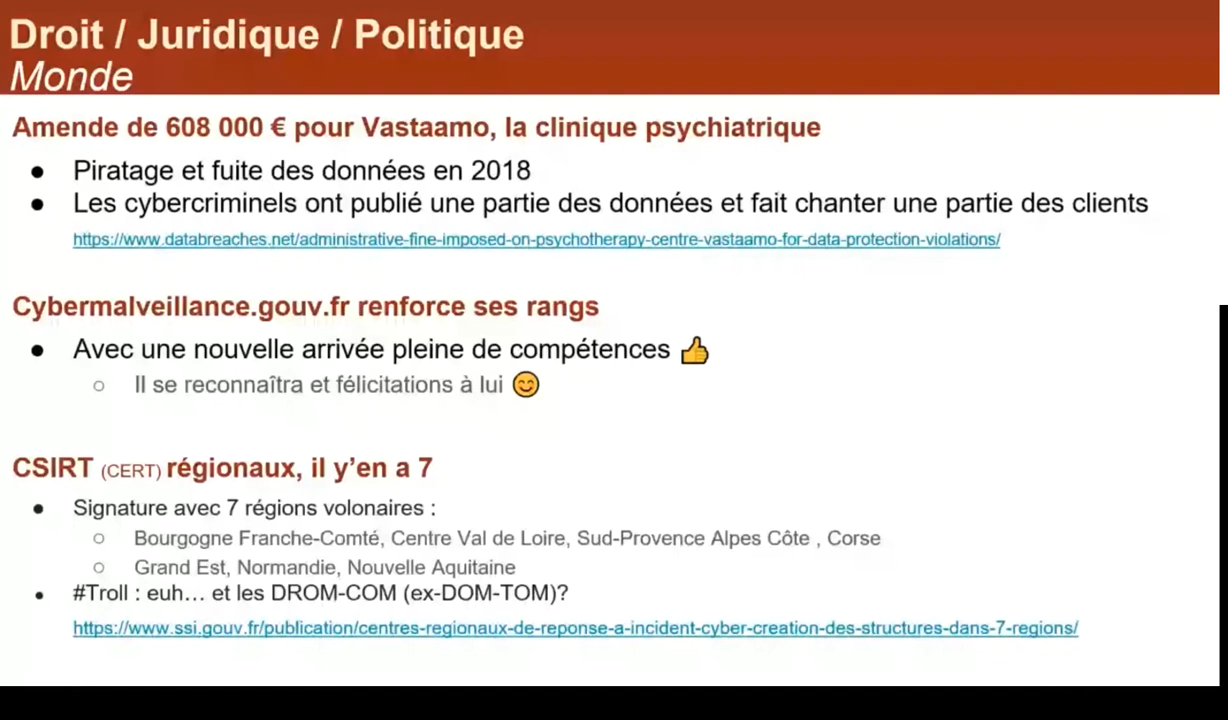 Droit / Juridique / Politique
Monde
Amende de 608 000 € pour Vastaamo, la clinique psychiatrique
● Piratage et fuite des données en 2018
● Les cybercriminels ont publié une partie des données et fait chanter une partie des clients
https://www.databreaches.net/administrative-fine-imposed-on-psychotherapy-centre-vastaamo-for-data-protection-violations/
Cybermalveillance.gouv.fr renforce ses rangs
● Avec une nouvelle arrivée pleine de compétences 👍
○ Il se reconnaîtra et félicitations à lui 😊
CSIRT (CERT) régionaux, il y’en a 7
● Signature avec 7 régions volonaires :
○ Bourgogne Franche-Comté, Centre Val de Loire, Sud-Provence Alpes Côte , Corse
○ Grand Est, Normandie, Nouvelle Aquitaine
● #Troll : euh… et les DROM-COM (ex-DOM-TOM)?
https://www.ssi.gouv.fr/publication/centres-regionaux-de-reponse-a-incident-cyber-creation-des-structures-dans-7-regions/